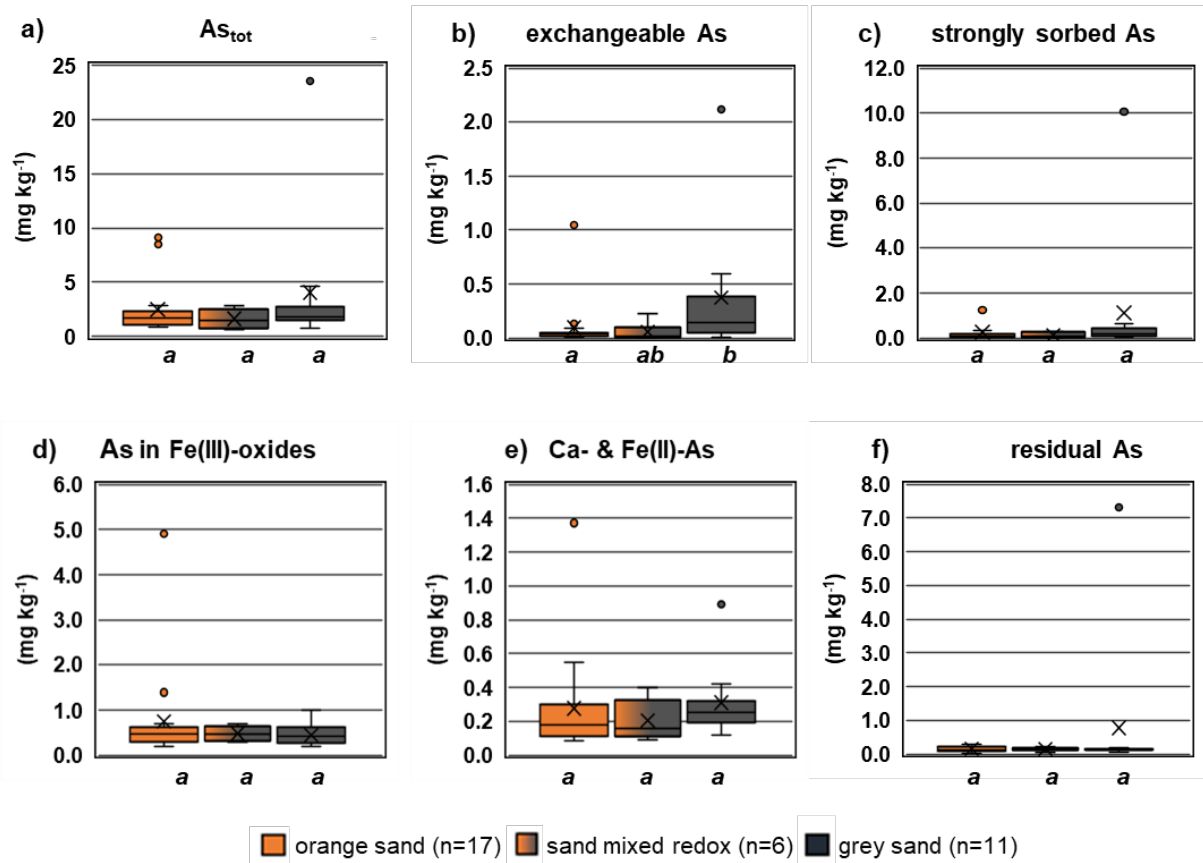 a) As_tot =
b) exchangeable As
c) strongly sorbed As
25
20
15
10
5
0
(mg kg⁻¹)
a a a
2.5
2.0
1.5
1.0
0.5
0.0
(mg kg⁻¹)
a ab b
12.0
10.0
8.0
6.0
4.0
2.0
0.0
(mg kg⁻¹)
a a a
d) As in Fe(III)-oxides
e) Ca- & Fe(II)-As
f) residual As
6.0
5.0
4.0
3.0
2.0
1.0
0.0
(mg kg⁻¹)
a a a
1.6
1.4
1.2
1.0
0.8
0.6
0.4
0.2
0.0
(mg kg⁻¹)
a a a
8.0
7.0
6.0
5.0
4.0
3.0
2.0
1.0
0.0
(mg kg⁻¹)
a a a
orange sand (n=17) sand mixed redox (n=6) grey sand (n=11)